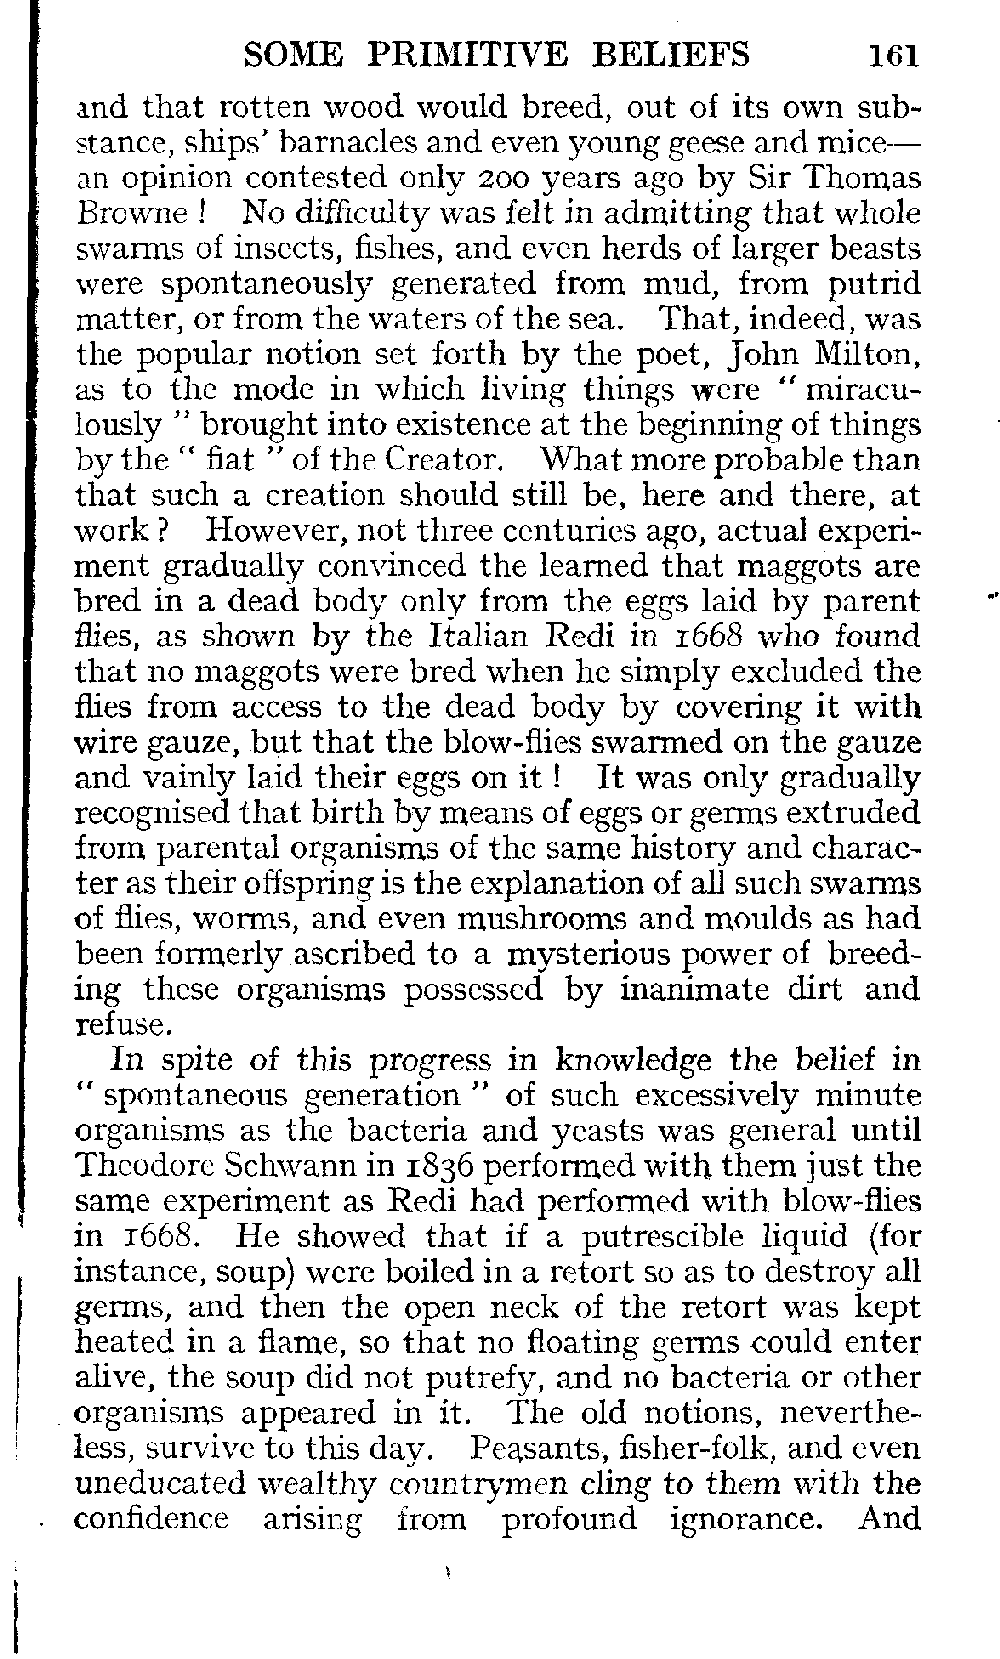 SOME PRIMITIVE BELIEFS 161
and that rotten wood would breed, out of its own sub-
stance, ships' barnacles and even young geese and mice—
an opinion contested only 200 years ago by Sir Thomas
Browne ! No difficulty was felt in admitting that whole
swarms of insects, fishes, and even herds of larger beasts
were spontaneously generated from mud, from putrid
matter, or from the waters of the sea. That, indeed, was
the popular notion set forth by the poet, John Milton,
as to the mode in which living things were " miracu-
lously " brought into existence at the beginning of things
by the " fiat " of the Creator. What more probable than
that such a creation should still be, here and there, at
work ? However, not three centuries ago, actual experi-
ment gradually convinced the learned that maggots are
bred in a dead body only from the eggs laid by parent
flies, as shown by the Italian Redi in 1668 who found
that no maggots were bred when he simply excluded the
flies from access to the dead body by covering it with
wire gauze, but that the blow-flies swarmed on the gauze
and vainly laid their eggs on it ! It was only gradually
recognised that birth by means of eggs or germs extruded
from parental organisms of the same history and charac-
ter as their offspring is the explanation of all such swarms
of flies, worms, and even mushrooms and moulds as had
been formerly ascribed to a mysterious power of breed-
ing these organisms possessed by inanimate dirt and
refuse.
In spite of this progress in knowledge the belief in
" spontaneous generation " of such excessively minute
organisms as the bacteria and yeasts was general until
Theodore Schwann in 1836 performed with them just the
same experiment as Redi had performed with blow-flies
in 1668. He showed that if a putrescible liquid (for
instance, soup) were boiled in a retort so as to destroy all
germs, and then the open neck of the retort was kept
heated in a flame, so that no floating germs could enter
alive, the soup did not putrefy, and no bacteria or other
organisms appeared in it. The old notions, neverthe-
less, survive to this day. Peasants, fisher-folk, and even
uneducated wealthy countrymen cling to them with the
confidence arising from profound ignorance. And